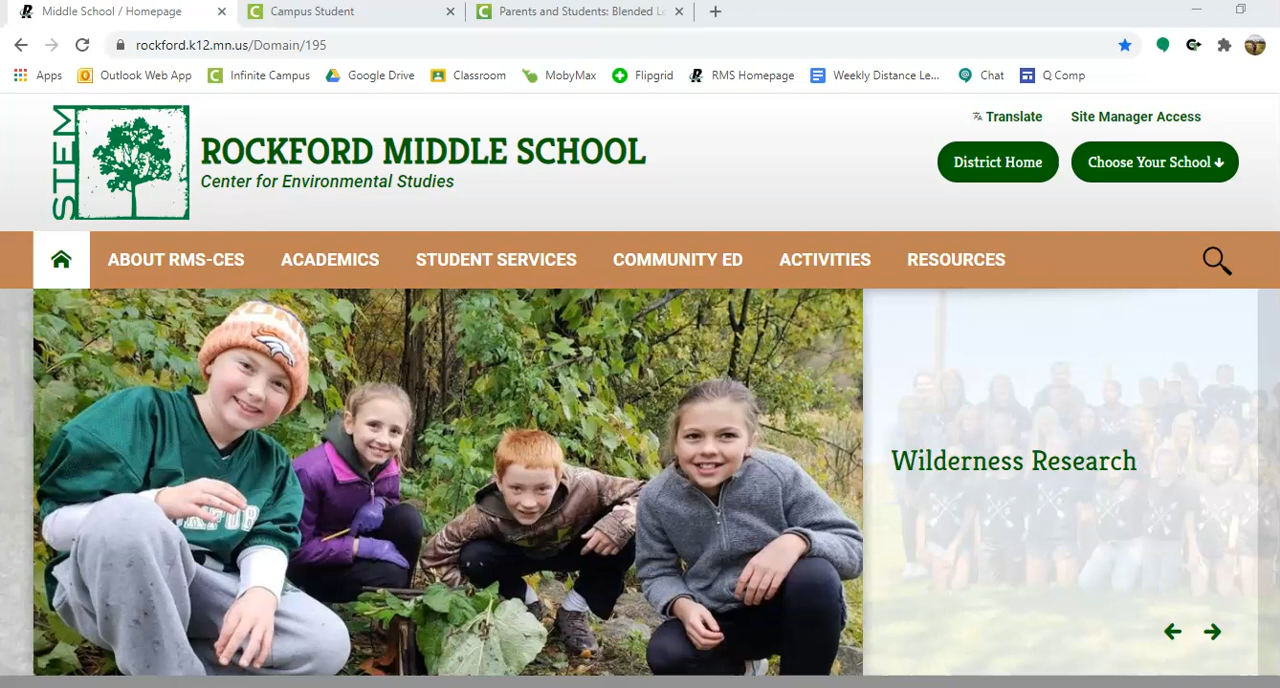 Middle School / Homepage
Campus Student
Parents and Students: Blended Le
rockford.k12.mn.us/Domain/195
Apps
Outlook Web App
Infinite Campus
Google Drive
Classroom
MobyMax
Flipgrid
RMS Homepage
Weekly Distance Le...
Chat
Q Comp
STEM
ROCKFORD MIDDLE SCHOOL
Center for Environmental Studies
Translate
Site Manager Access
District Home
Choose Your School
ABOUT RMS-CES
ACADEMICS
STUDENT SERVICES
COMMUNITY ED
ACTIVITIES
RESOURCES
Wilderness Research